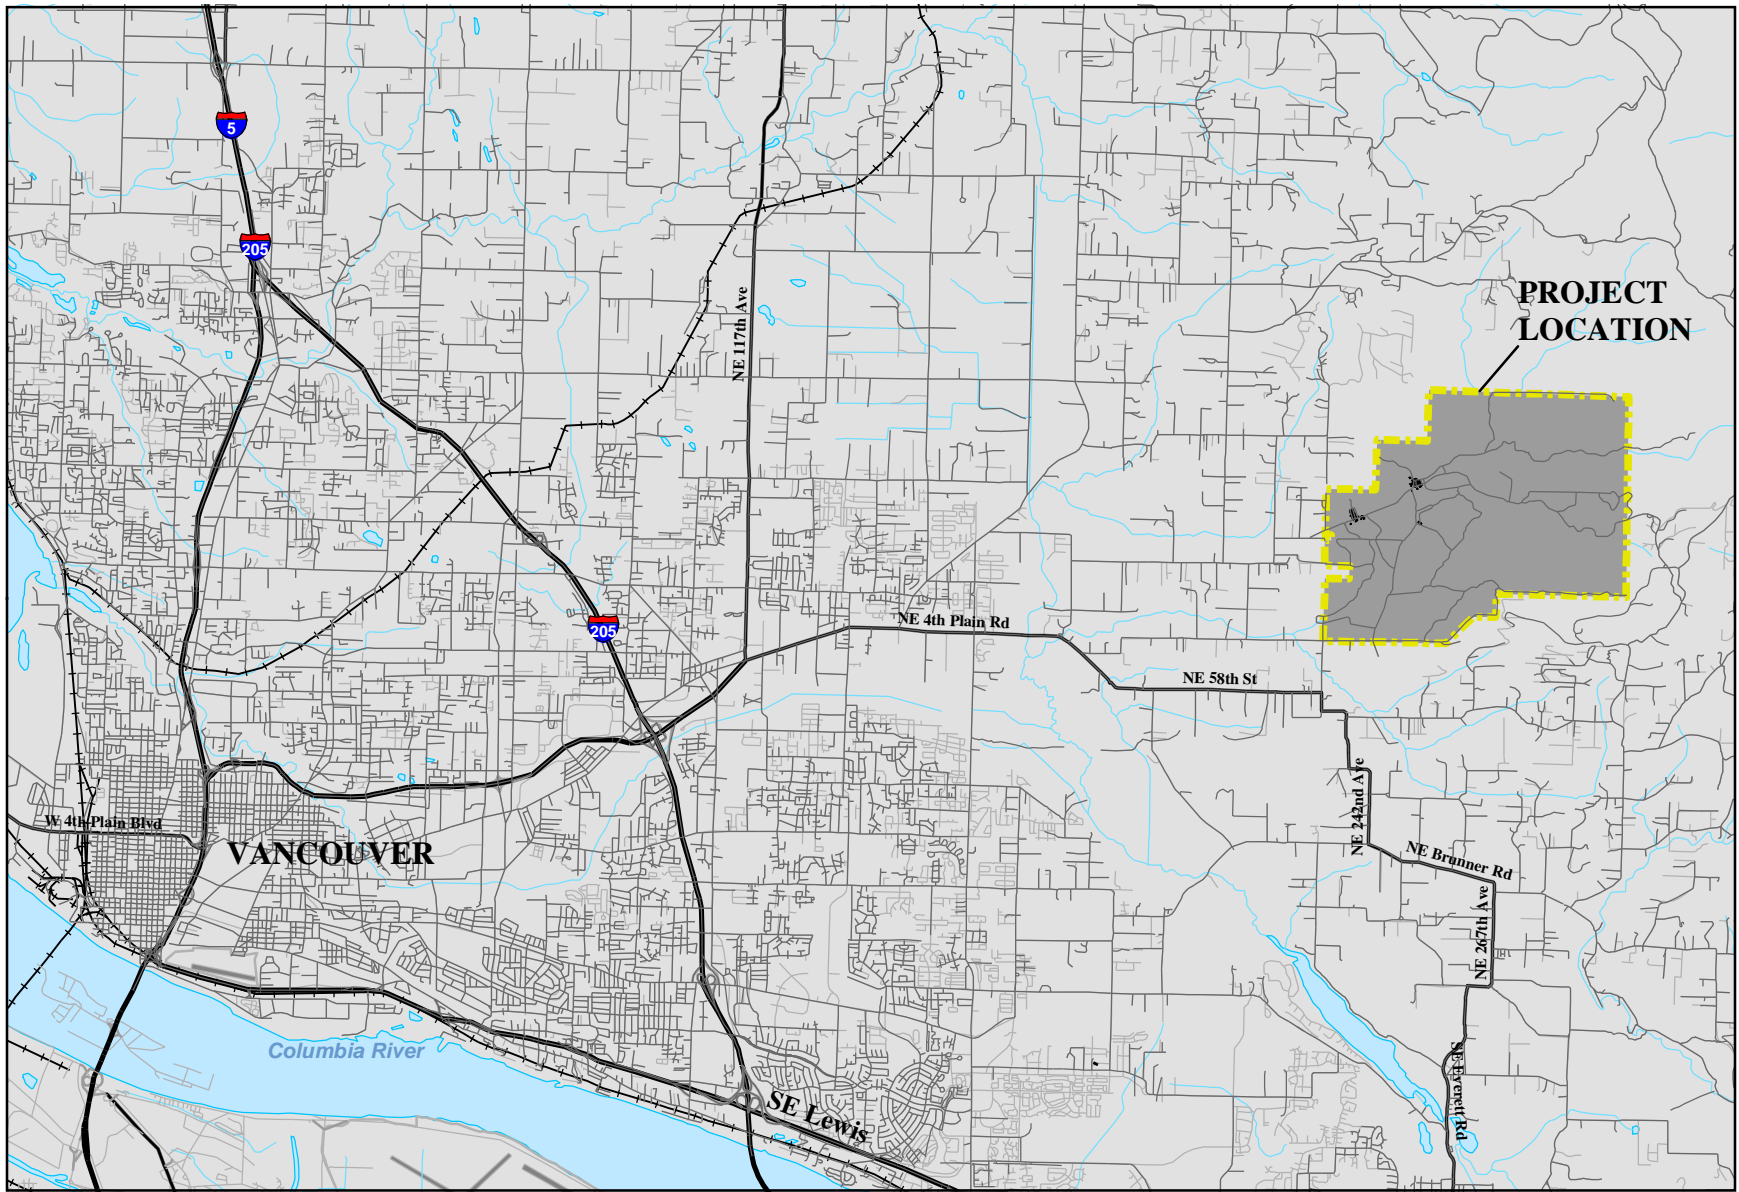 5
205
PROJECT
LOCATION
NE 117th Ave
205
NE 4th Plain Rd
NE 58th St
NE 242nd Ave
W 4th Plain Blvd
VANCOUVER
NE Brunner Rd
NE 267th Ave
Columbia River
SE Everett Rd
SE Lewis